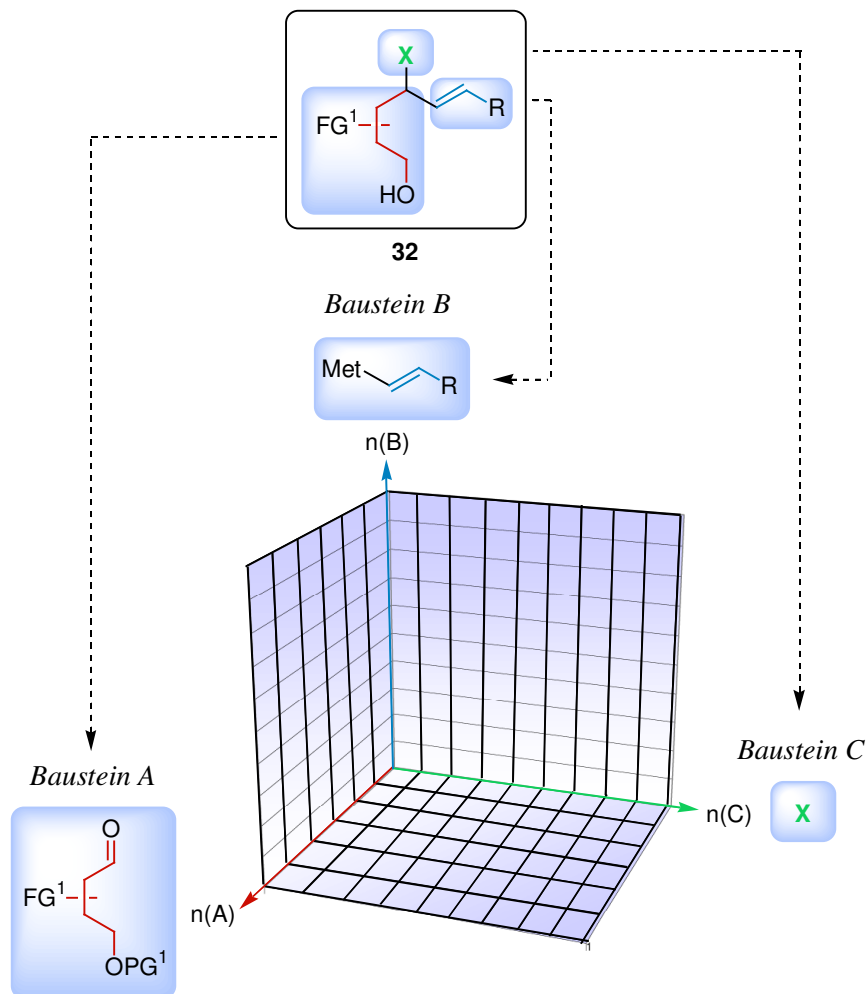 X
R
FG¹
HO
32
Baustein B
Met
R
n(B)
Baustein C
X
n(C)
Baustein A
O
FG¹
OPG¹
n(A)